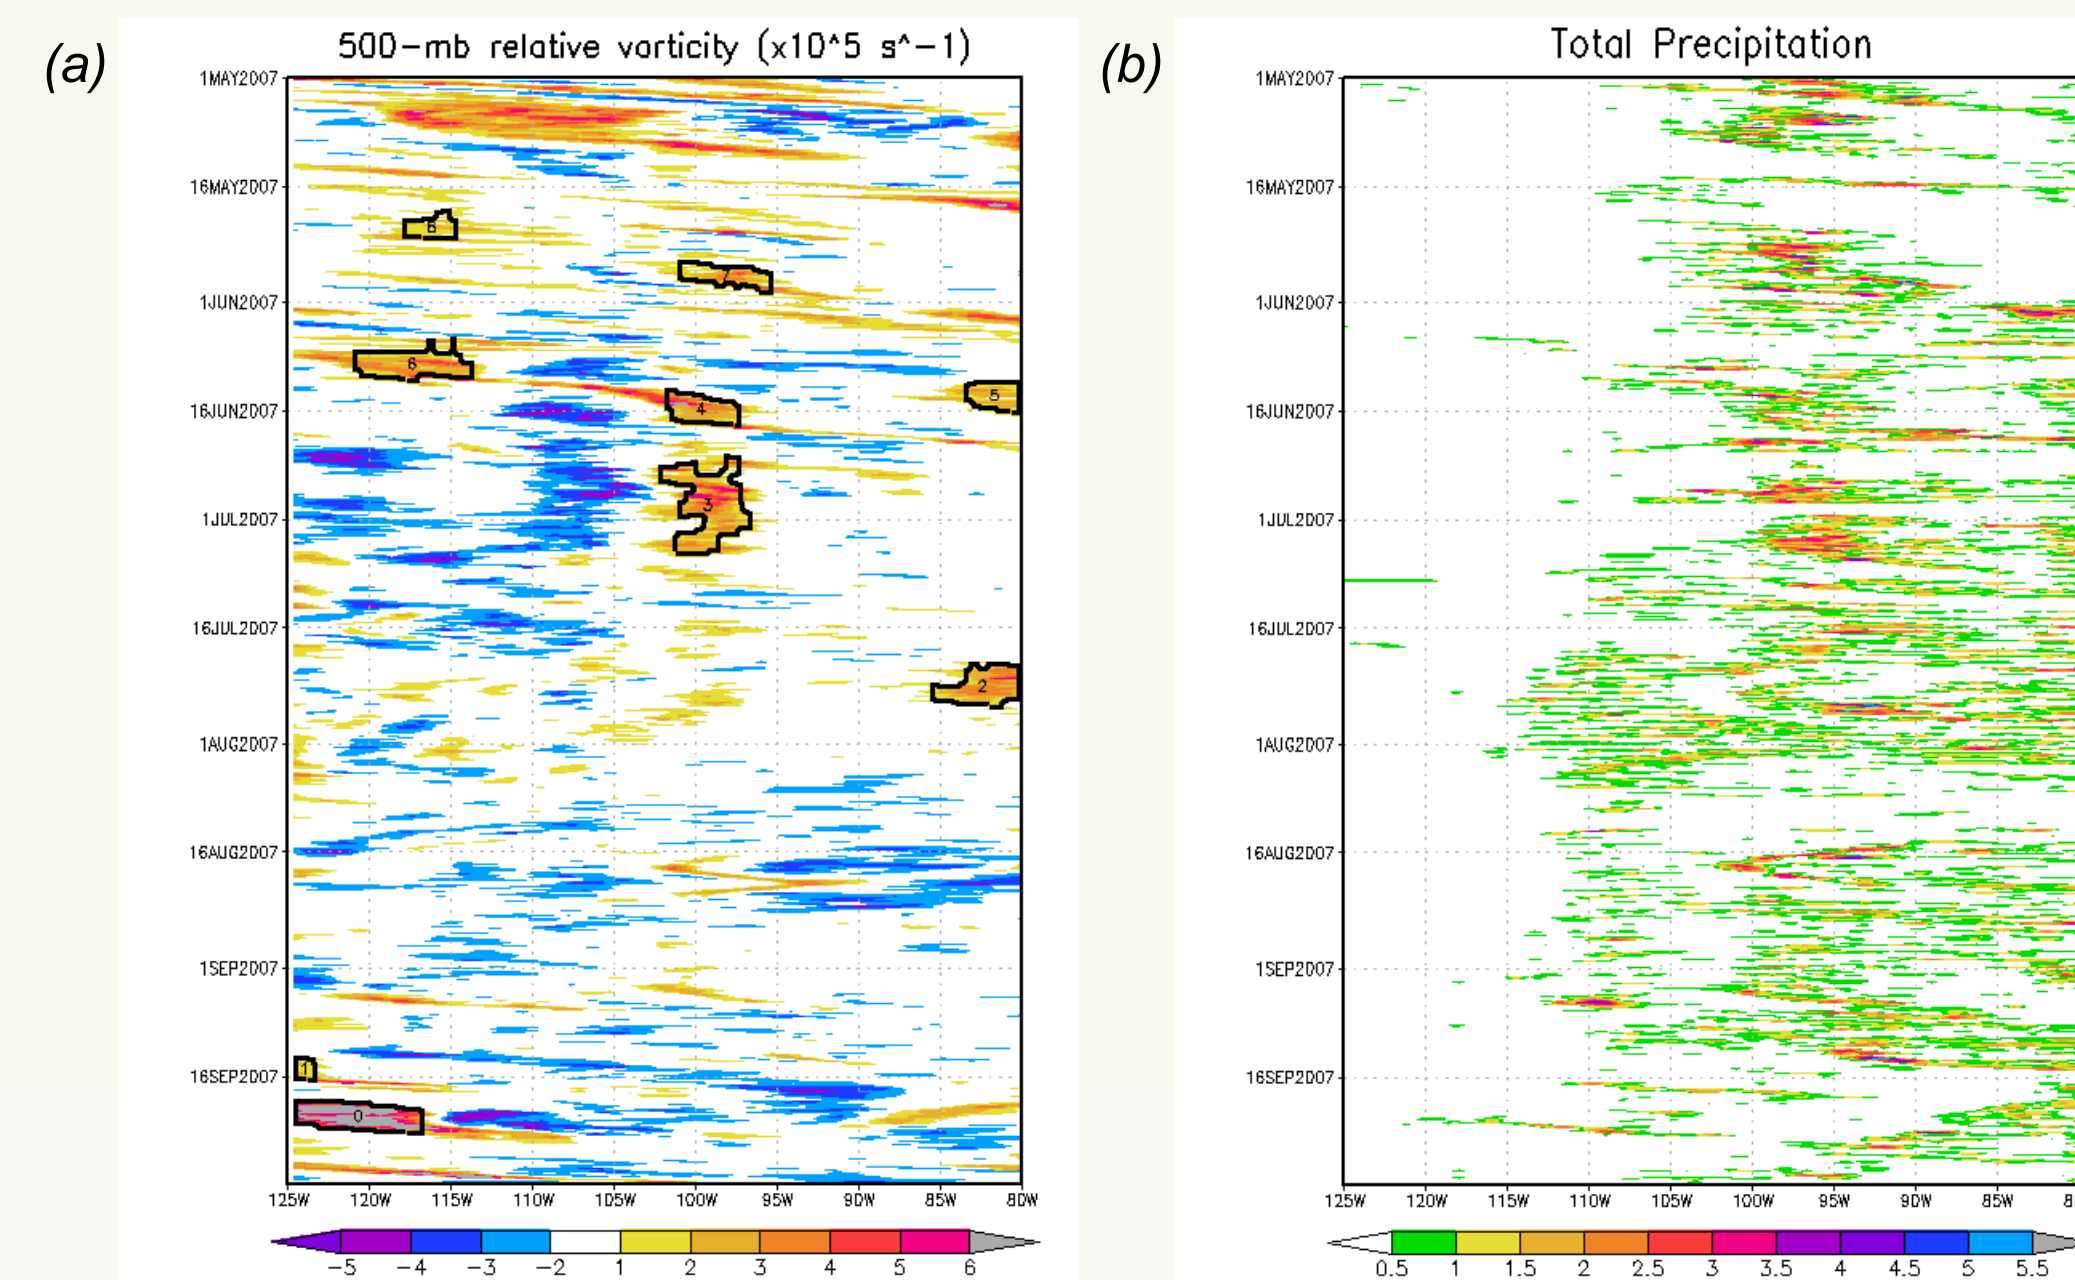 (a)
500-mb relative vorticity (x10^5 s^-1)
1MAY2007
16MAY2007
1JUN2007
16JUN2007
1JUL2007
16JUL2007
1AUG2007
16AUG2007
1SEP2007
16SEP2007
7
6
4
5
3
2
1
0
125W 120W 115W 110W 105W 100W 95W 90W 85W 80W
-5 -4 -3 -2 1 2 3 4 5 6
(b)
Total Precipitation
1MAY2007
16MAY2007
1JUN2007
16JUN2007
1JUL2007
16JUL2007
1AUG2007
16AUG2007
1SEP2007
16SEP2007
125W 120W 115W 110W 105W 100W 95W 90W 85W
0.5 1 1.5 2 2.5 3 3.5 4 4.5 5 5.5